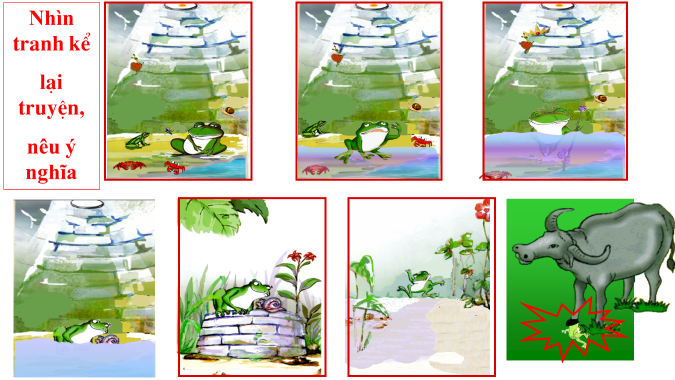 Nhìn
tranh kể
lại
truyện,
nêu ý
nghĩa